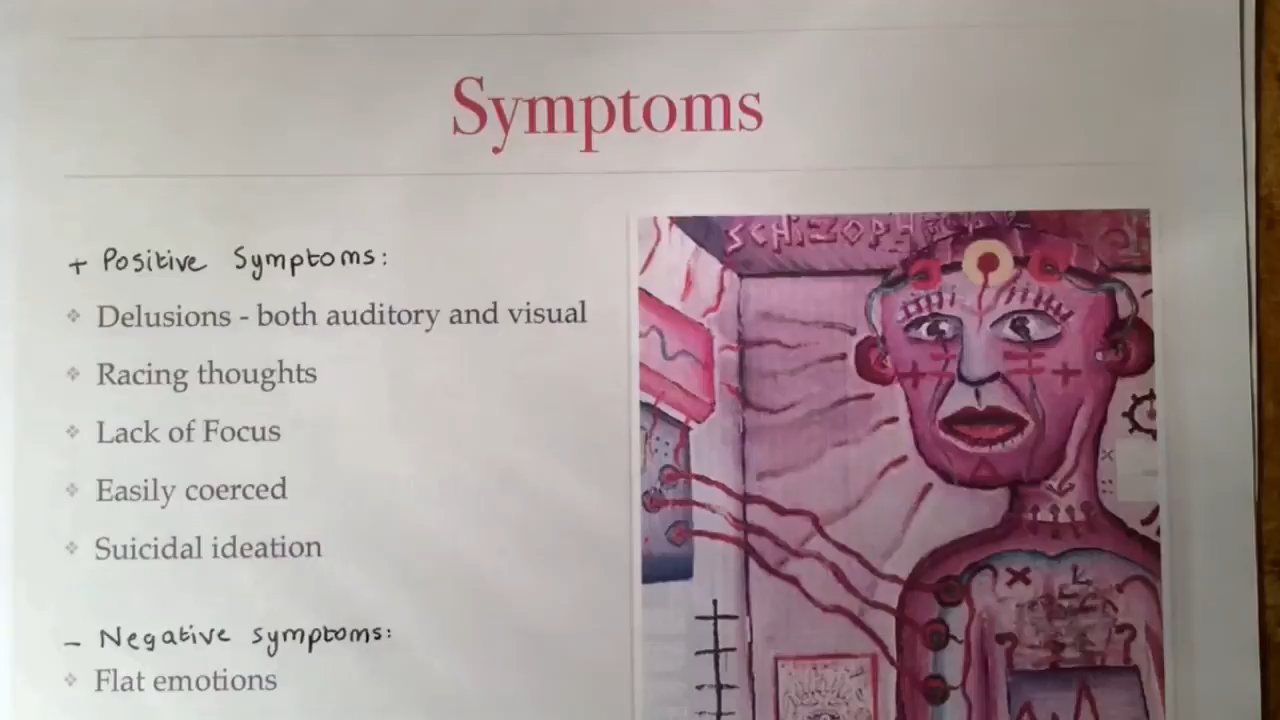 Symptoms
+ Positive Symptoms:
Delusions - both auditory and visual
Racing thoughts
Lack of Focus
Easily coerced
Suicidal ideation
- Negative symptoms:
Flat emotions
SCHIZOPH